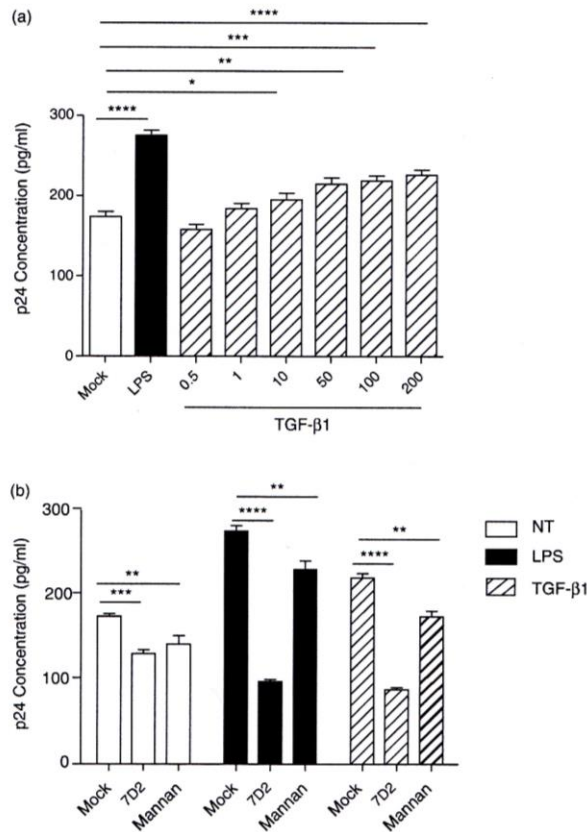 (a)
****
***
**
*
****
300
200
100
0
p24 Concentration (pg/ml)
Mock
LPS
0.5
1
10
50
100
200
TGF-β1
(b)
**
****
**
****
**
***
300
200
100
0
p24 Concentration (pg/ml)
NT
LPS
TGF-β1
Mock
7D2
Mannan
Mock
7D2
Mannan
Mock
7D2
Mannan